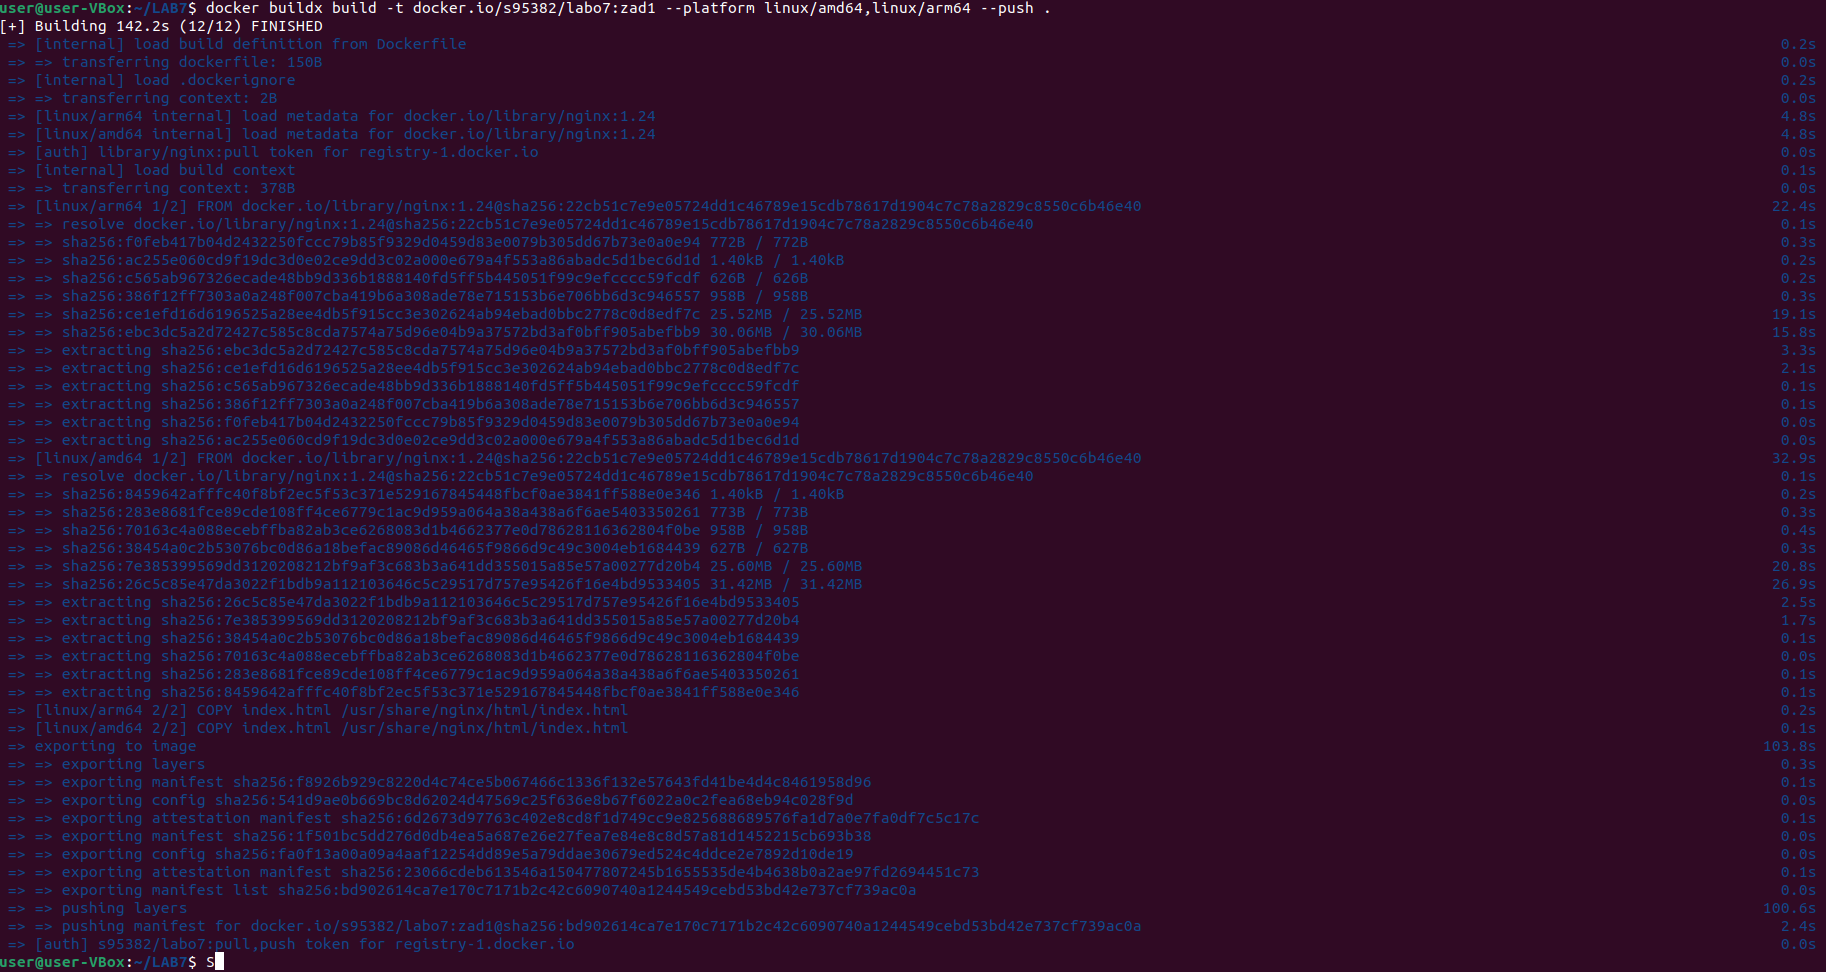 user@user-VBox:~/LAB7$ docker buildx build -t docker.io/s95382/labo7:zad1 --platform linux/amd64,linux/arm64 --push .
[+] Building 142.2s (12/12) FINISHED
=> [internal] load build definition from Dockerfile 0.2s
=> => transferring dockerfile: 150B 0.0s
=> [internal] load .dockerignore 0.2s
=> => transferring context: 2B 0.0s
=> [linux/arm64 internal] load metadata for docker.io/library/nginx:1.24 4.8s
=> [linux/amd64 internal] load metadata for docker.io/library/nginx:1.24 4.8s
=> [auth] library/nginx:pull token for registry-1.docker.io 0.0s
=> [internal] load build context 0.1s
=> => transferring context: 378B 0.0s
=> [linux/arm64 1/2] FROM docker.io/library/nginx:1.24@sha256:22cb51c7e9e05724dd1c46789e15cdb78617d1904c7c78a2829c8550c6b46e40 22.4s
=> => resolve docker.io/library/nginx:1.24@sha256:22cb51c7e9e05724dd1c46789e15cdb78617d1904c7c78a2829c8550c6b46e40 0.1s
=> => sha256:f0feb417b04d2432250fccc79b85f9329d0459d83e0079b305dd67b73e0a0e94 772B / 772B 0.3s
=> => sha256:ac255e060cd9f19dc3d0e02ce9dd3c02a000e679a4f553a86abadc5d1bec6d1d 1.40kB / 1.40kB 0.2s
=> => sha256:c565ab967326ecade48bb9d336b1888140fd5ff5b445051f99c9efcccc59fcdf 626B / 626B 0.2s
=> => sha256:386f12ff7303a0a248f007cba419b6a308ade78e715153b6e706bb6d3c946557 958B / 958B 0.3s
=> => sha256:ce1efd16d6196525a28ee4db5f915cc3e302624ab94ebad0bbc2778c0d8edf7c 25.52MB / 25.52MB 19.1s
=> => sha256:ebc3dc5a2d72427c585c8cda7574a75d96e04b9a37572bd3af0bff905abefbb9 30.06MB / 30.06MB 15.8s
=> => extracting sha256:ebc3dc5a2d72427c585c8cda7574a75d96e04b9a37572bd3af0bff905abefbb9 3.3s
=> => extracting sha256:ce1efd16d6196525a28ee4db5f915cc3e302624ab94ebad0bbc2778c0d8edf7c 2.1s
=> => extracting sha256:c565ab967326ecade48bb9d336b1888140fd5ff5b445051f99c9efcccc59fcdf 0.1s
=> => extracting sha256:386f12ff7303a0a248f007cba419b6a308ade78e715153b6e706bb6d3c946557 0.1s
=> => extracting sha256:f0feb417b04d2432250fccc79b85f9329d0459d83e0079b305dd67b73e0a0e94 0.0s
=> => extracting sha256:ac255e060cd9f19dc3d0e02ce9dd3c02a000e679a4f553a86abadc5d1bec6d1d 0.0s
=> [linux/amd64 1/2] FROM docker.io/library/nginx:1.24@sha256:22cb51c7e9e05724dd1c46789e15cdb78617d1904c7c78a2829c8550c6b46e40 32.9s
=> => resolve docker.io/library/nginx:1.24@sha256:22cb51c7e9e05724dd1c46789e15cdb78617d1904c7c78a2829c8550c6b46e40 0.1s
=> => sha256:8459642afffc40f8bf2ec5f53c371e529167845448fbcf0ae3841ff588e0e346 1.40kB / 1.40kB 0.2s
=> => sha256:283e8681fce89cde108ff4ce6779c1ac9d959a064a38a438a6f6ae5403350261 773B / 773B 0.3s
=> => sha256:70163c4a088ecebffba82ab3ce6268083d1b4662377e0d78628116362804f0be 958B / 958B 0.4s
=> => sha256:38454a0c2b53076bc0d86a18befac89086d46465f9866d9c49c3004eb1684439 627B / 627B 0.3s
=> => sha256:7e385399569dd3120208212bf9af3c683b3a641dd355015a85e57a00277d20b4 25.60MB / 25.60MB 20.8s
=> => sha256:26c5c85e47da3022f1bdb9a112103646c5c29517d757e95426f16e4bd9533405 31.42MB / 31.42MB 26.9s
=> => extracting sha256:26c5c85e47da3022f1bdb9a112103646c5c29517d757e95426f16e4bd9533405 2.5s
=> => extracting sha256:7e385399569dd3120208212bf9af3c683b3a641dd355015a85e57a00277d20b4 1.7s
=> => extracting sha256:38454a0c2b53076bc0d86a18befac89086d46465f9866d9c49c3004eb1684439 0.1s
=> => extracting sha256:70163c4a088ecebffba82ab3ce6268083d1b4662377e0d78628116362804f0be 0.0s
=> => extracting sha256:283e8681fce89cde108ff4ce6779c1ac9d959a064a38a438a6f6ae5403350261 0.1s
=> => extracting sha256:8459642afffc40f8bf2ec5f53c371e529167845448fbcf0ae3841ff588e0e346 0.1s
=> [linux/arm64 2/2] COPY index.html /usr/share/nginx/html/index.html 0.2s
=> [linux/amd64 2/2] COPY index.html /usr/share/nginx/html/index.html 0.1s
=> exporting to image 103.8s
=> => exporting layers 0.3s
=> => exporting manifest sha256:f8926b929c8220d4c74ce5b067466c1336f132e57643fd41be4d4c8461958d96 0.1s
=> => exporting config sha256:541d9ae0b669bc8d62024d47569c25f636e8b67f6022a0c2fea68eb94c028f9d 0.0s
=> => exporting attestation manifest sha256:6d2673d97763c402e8cd8f1d749cc9e825688689576fa1d7a0e7fa0df7c5c17c 0.1s
=> => exporting manifest sha256:1f501bc5dd276d0db4ea5a687e26e27fea7e84e8c8d57a81d1452215cb693b38 0.0s
=> => exporting config sha256:fa0f13a00a09a4aaf12254dd89e5a79ddae30679ed524c4ddce2e7892d10de19 0.0s
=> => exporting attestation manifest sha256:23066cdeb613546a150477807245b1655535de4b4638b0a2ae97fd2694451c73 0.1s
=> => exporting manifest list sha256:bd902614ca7e170c7171b2c42c6090740a1244549cebd53bd42e737cf739ac0a 0.0s
=> => pushing layers 100.6s
=> => pushing manifest for docker.io/s95382/labo7:zad1@sha256:bd902614ca7e170c7171b2c42c6090740a1244549cebd53bd42e737cf739ac0a 2.4s
=> [auth] s95382/labo7:pull,push token for registry-1.docker.io 0.0s
user@user-VBox:~/LAB7$ S